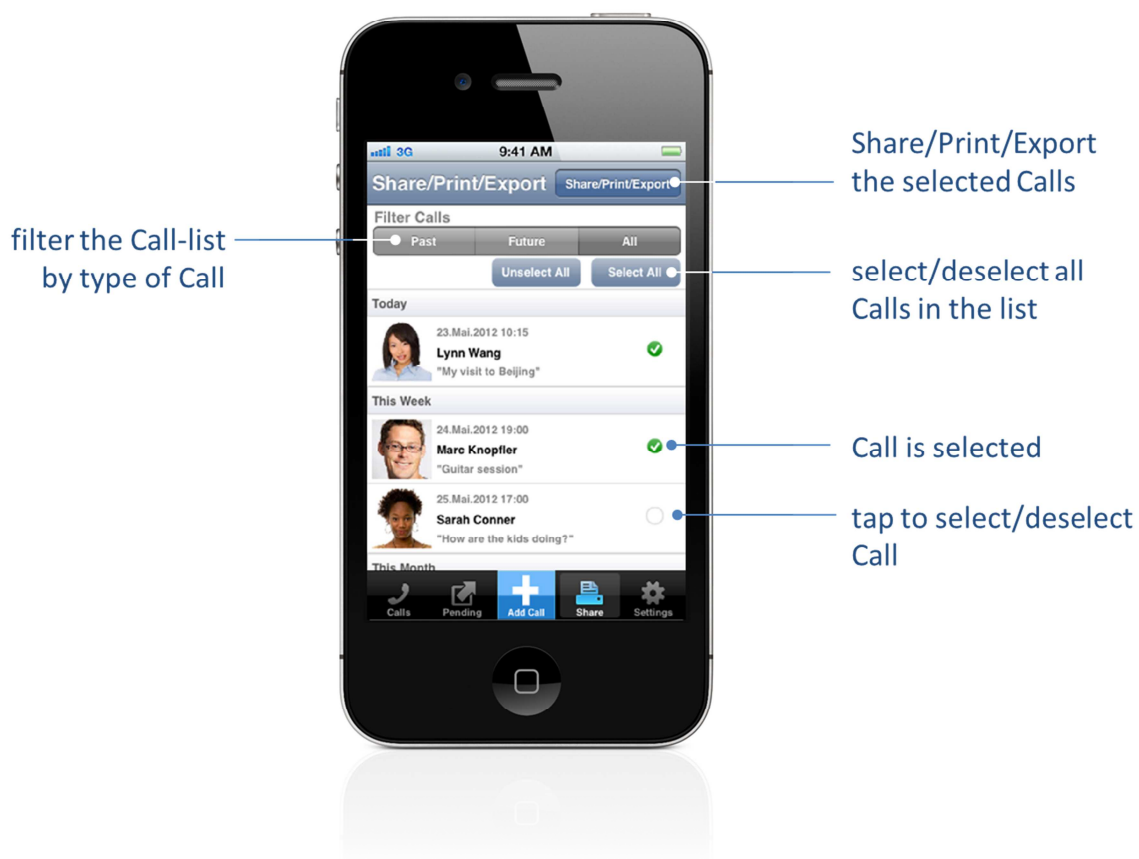 3G 9:41 AM
Share/Print/Export Share/Print/Export
Filter Calls
Past Future All
Unselect All Select All
Today
23.Mai.2012 10:15
Lynn Wang
"My visit to Beijing"
This Week
24.Mai.2012 19:00
Marc Knopfler
"Guitar session"
25.Mai.2012 17:00
Sarah Conner
"How are the kids doing?"
This Month
Calls Pending Add Call Share Settings
filter the Call-list
by type of Call
Share/Print/Export
the selected Calls
select/deselect all
Calls in the list
Call is selected
tap to select/deselect
Call